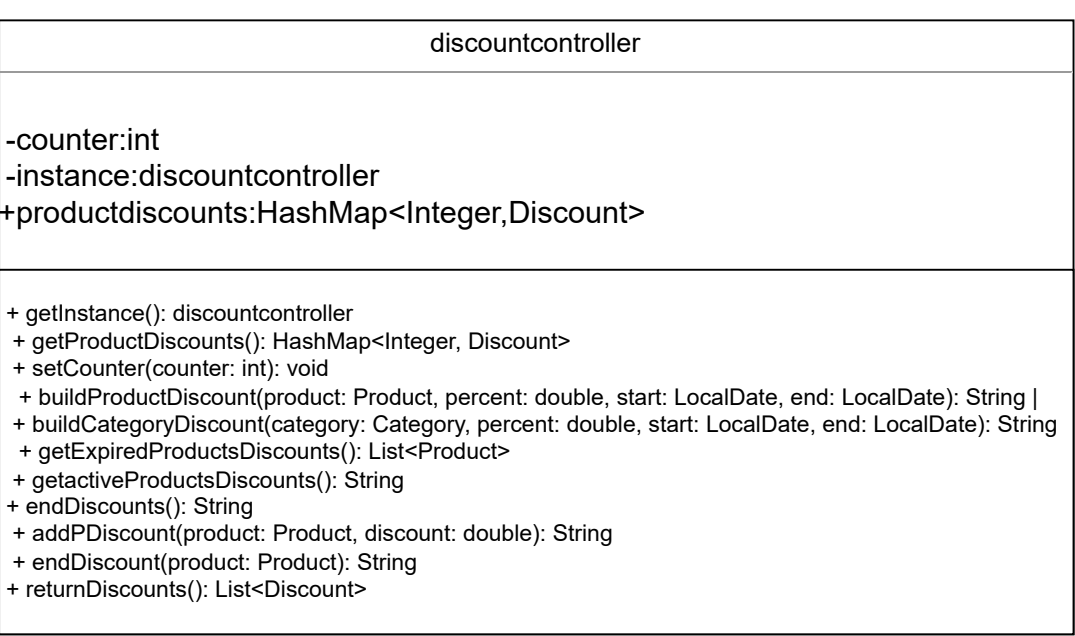 discountcontroller
-counter:int
-instance:discountcontroller
+productdiscounts:HashMap<Integer,Discount>
+ getInstance(): discountcontroller
+ getProductDiscounts(): HashMap<Integer, Discount>
+ setCounter(counter: int): void
+ buildProductDiscount(product: Product, percent: double, start: LocalDate, end: LocalDate): String |
+ buildCategoryDiscount(category: Category, percent: double, start: LocalDate, end: LocalDate): String
+ getExpiredProductsDiscounts(): List<Product>
+ getactiveProductsDiscounts(): String
+ endDiscounts(): String
+ addPDiscount(product: Product, discount: double): String
+ endDiscount(product: Product): String
+ returnDiscounts(): List<Discount>